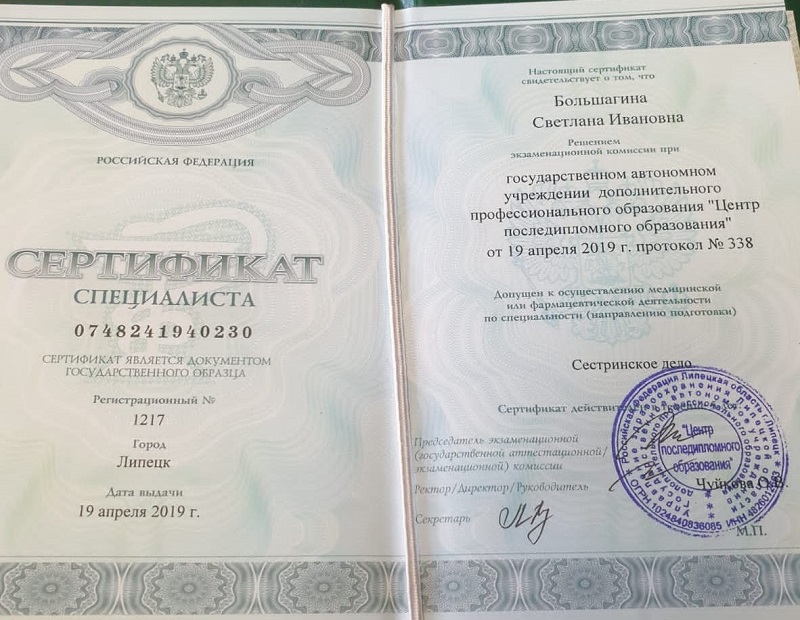 РОССИЙСКАЯ ФЕДЕРАЦИЯ
СЕРТИФИКАТ
СПЕЦИАЛИСТА
0748241940230
СЕРТИФИКАТ ЯВЛЯЕТСЯ ДОКУМЕНТОМ
ГОСУДАРСТВЕННОГО ОБРАЗЦА
Регистрационный №
1217
Город
Липецк
Дата выдачи
19 апреля 2019 г.
Настоящий сертификат
свидетельствует о том, что
Большагина
Светлана Ивановна
Решением
экзаменационной комиссии при
государственном автономном
учреждении дополнительного
профессионального образования "Центр
последипломного образования"
от 19 апреля 2019 г. протокол № 338
Допущен к осуществлению медицинской
или фармацевтической деятельности
по специальности (направлению подготовки)
Сестринское дело
Сертификат
Председатель экзаменационной
(государственной аттестационной/
экзаменационной) комиссии
Ректор/Директор/Руководитель
Чуйкова
Секретарь
М.П.
"Центр
последипломного
образования"
Российская Федерация Липецкая область г.Липецк
ОГРН 1024840836085 ИНН